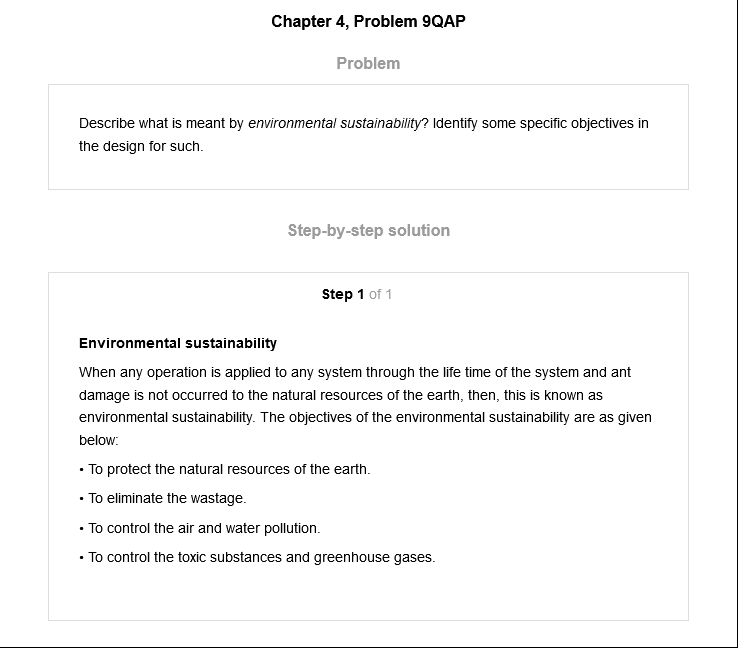 Chapter 4, Problem 9QAP
Problem
Describe what is meant by environmental sustainability? Identify some specific objectives in
the design for such.
Step-by-step solution
Step 1 of 1
Environmental sustainability
When any operation is applied to any system through the life time of the system and ant
damage is not occurred to the natural resources of the earth, then, this is known as
environmental sustainability. The objectives of the environmental sustainability are as given
below:
• To protect the natural resources of the earth.
• To eliminate the wastage.
• To control the air and water pollution.
• To control the toxic substances and greenhouse gases.